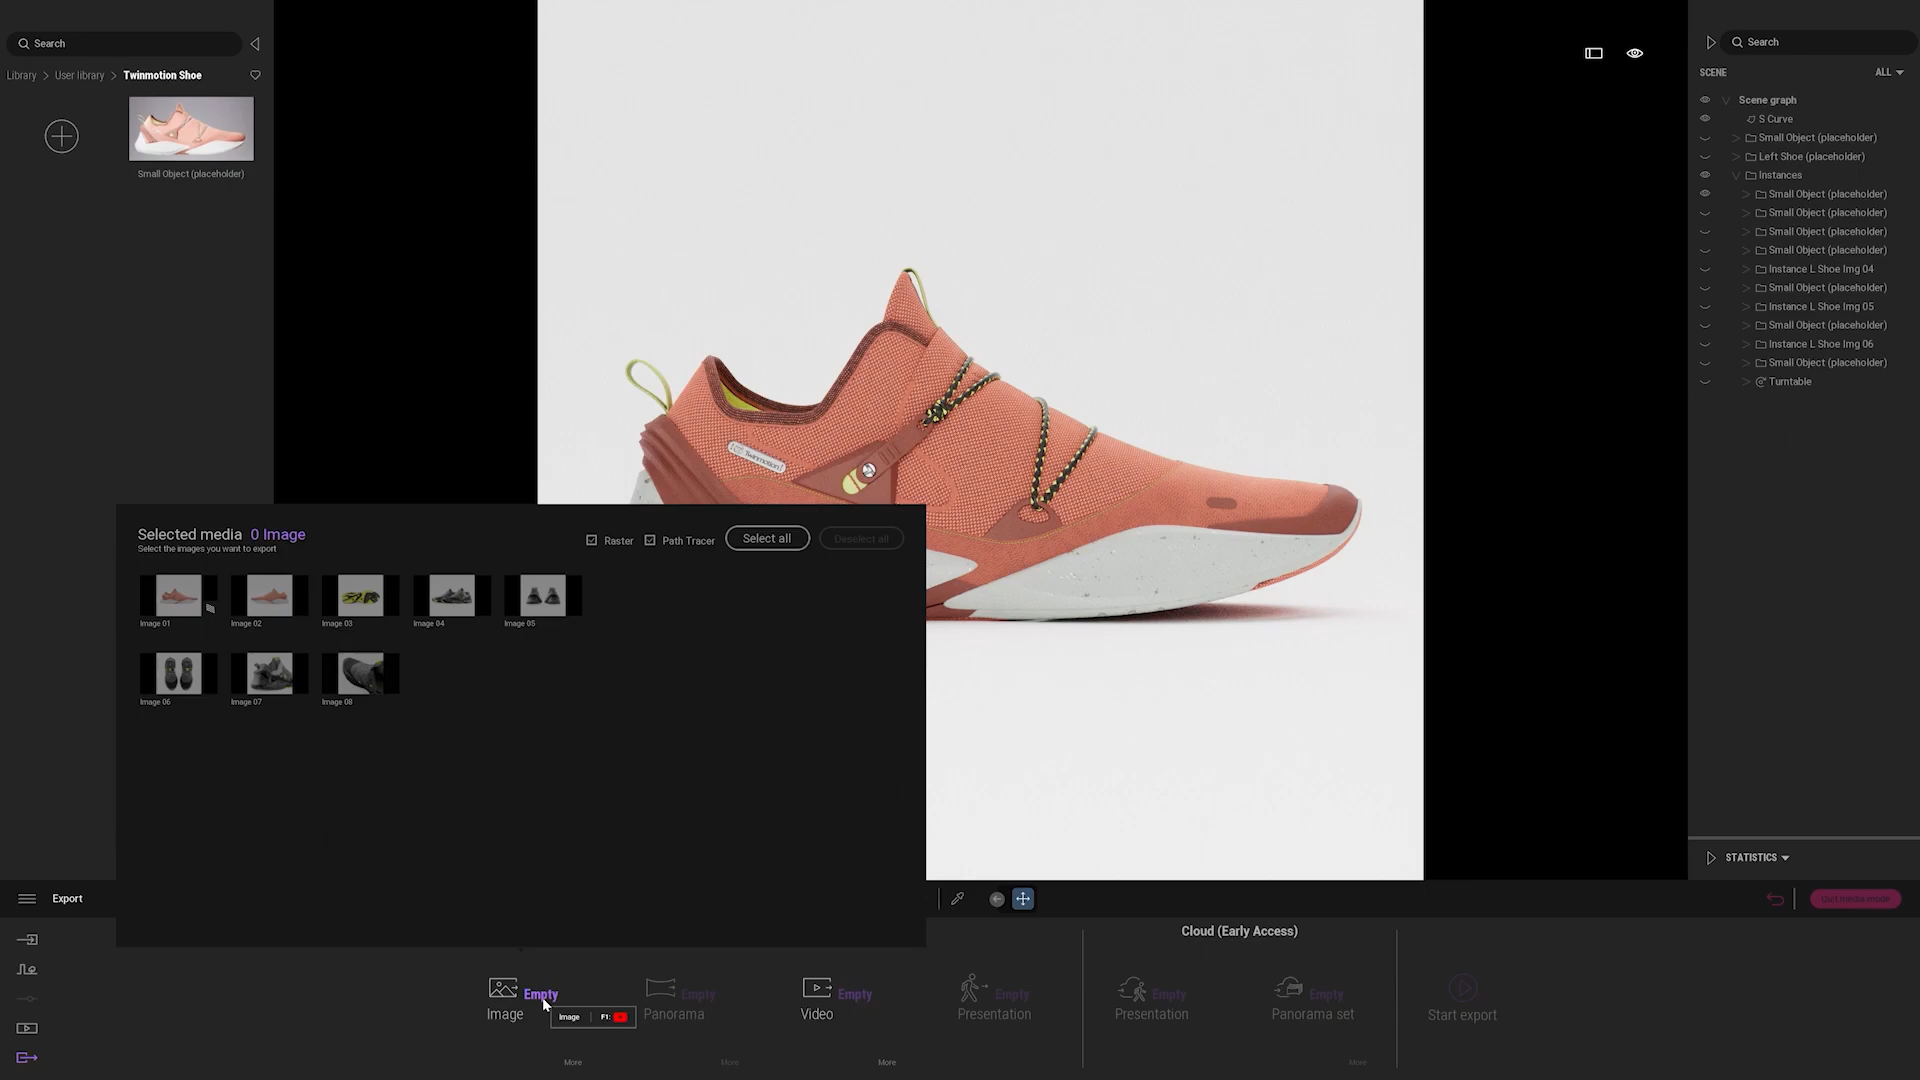 Search
Library > User library > Twinmotion Shoe
Small Object (placeholder)
Search
SCENE
ALL
Scene graph
S Curve
Small Object (placeholder)
Left Shoe (placeholder)
Instances
Small Object (placeholder)
Small Object (placeholder)
Small Object (placeholder)
Small Object (placeholder)
Instance L Shoe Img 04
Small Object (placeholder)
Instance L Shoe Img 05
Small Object (placeholder)
Instance L Shoe Img 06
Small Object (placeholder)
Turntable
Twinmotion
Selected media 0 Image
Select the images you want to export
Raster
Path Tracer
Select all
Deselect all
Image 01
Image 02
Image 03
Image 04
Image 05
Image 06
Image 07
Image 08
STATISTICS
Export
Quit media mode
Cloud (Early Access)
Empty
Image
Image | F1:
Empty
Panorama
Empty
Video
Empty
Presentation
Empty
Presentation
Empty
Panorama set
Start export
More
More
More
More